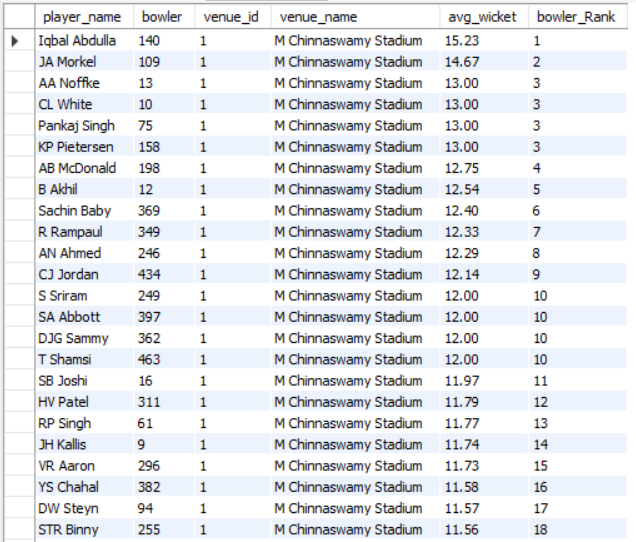 player_name bowler venue_id venue_name avg_wicket bowler_Rank
Iqbal Abdulla 140 1 M Chinnaswamy Stadium 15.23 1
JA Morkel 109 1 M Chinnaswamy Stadium 14.67 2
AA Noffke 13 1 M Chinnaswamy Stadium 13.00 3
CL White 10 1 M Chinnaswamy Stadium 13.00 3
Pankaj Singh 75 1 M Chinnaswamy Stadium 13.00 3
KP Pietersen 158 1 M Chinnaswamy Stadium 13.00 3
AB McDonald 198 1 M Chinnaswamy Stadium 12.75 4
B Akhil 12 1 M Chinnaswamy Stadium 12.54 5
Sachin Baby 369 1 M Chinnaswamy Stadium 12.40 6
R Rampaul 349 1 M Chinnaswamy Stadium 12.33 7
AN Ahmed 246 1 M Chinnaswamy Stadium 12.29 8
CJ Jordan 434 1 M Chinnaswamy Stadium 12.14 9
S Sriram 249 1 M Chinnaswamy Stadium 12.00 10
SA Abbott 397 1 M Chinnaswamy Stadium 12.00 10
DJG Sammy 362 1 M Chinnaswamy Stadium 12.00 10
T Shamsi 463 1 M Chinnaswamy Stadium 12.00 10
SB Joshi 16 1 M Chinnaswamy Stadium 11.97 11
HV Patel 311 1 M Chinnaswamy Stadium 11.79 12
RP Singh 61 1 M Chinnaswamy Stadium 11.77 13
JH Kallis 9 1 M Chinnaswamy Stadium 11.74 14
VR Aaron 296 1 M Chinnaswamy Stadium 11.73 15
YS Chahal 382 1 M Chinnaswamy Stadium 11.58 16
DW Steyn 94 1 M Chinnaswamy Stadium 11.57 17
STR Binny 255 1 M Chinnaswamy Stadium 11.56 18